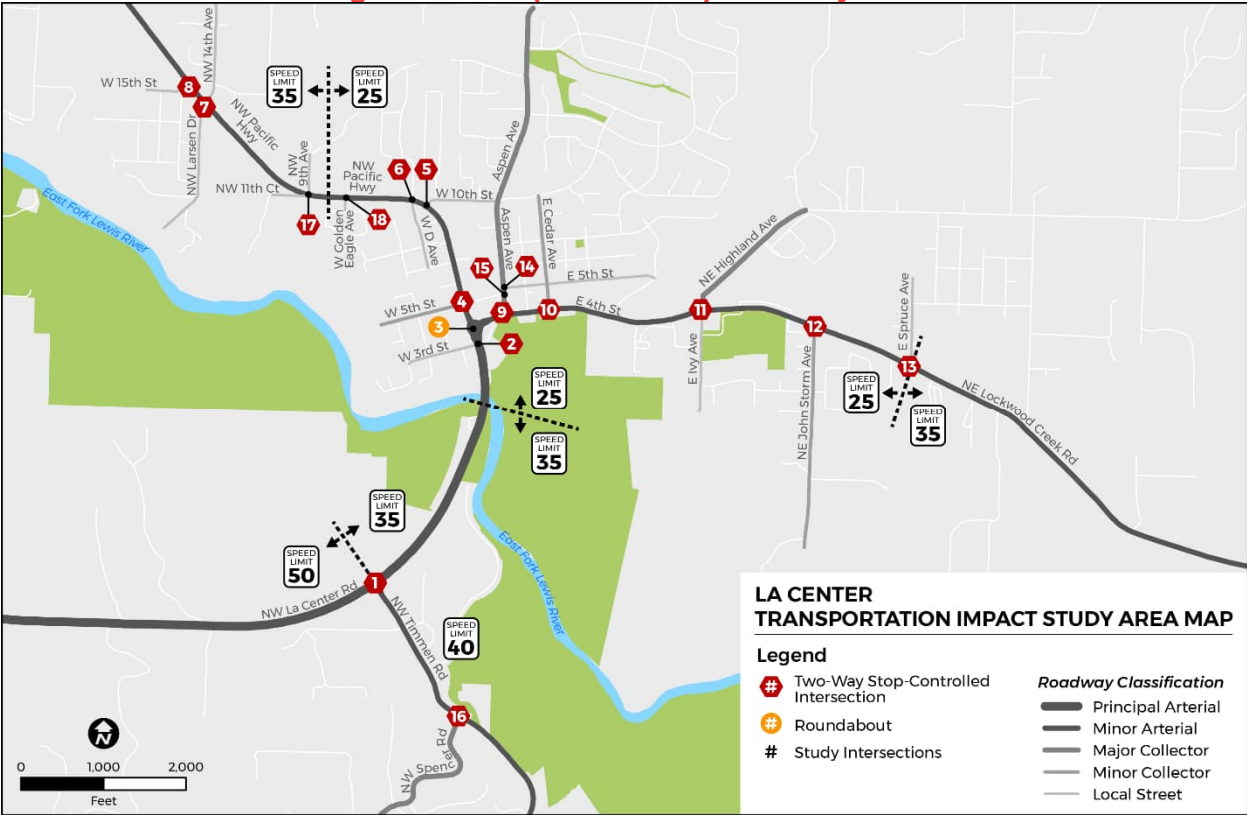 W 15th St
NW 14th Ave
8
7
NW Larsen Dr
NW Pacific
Hwy
SPEED
LIMIT
35
SPEED
LIMIT
25
NW
9th Ave
NW 11th Ct
17
NW
Pacific
Hwy
W Golden
Eagle Ave
18
6
5
W 10th St
W D Ave
Aspen Ave
Aspen Ave
E Cedar Ave
East Fork Lewis River
15
14
E 5th St
W 5th St
4
3
9
10
E 4th St
W 3rd St
2
NE Highland Ave
11
E Ivy Ave
12
NE John Storm Ave
E Spruce Ave
13
SPEED
LIMIT
25
SPEED
LIMIT
35
NE Lockwood Creek Rd
SPEED
LIMIT
25
SPEED
LIMIT
35
SPEED
LIMIT
35
SPEED
LIMIT
50
NW La Center Rd
1
NW Timmen Rd
SPEED
LIMIT
40
East Fork Lewis River
16
NW Spencer Rd
N
0
1,000
2,000
Feet
LA CENTER
TRANSPORTATION IMPACT STUDY AREA MAP
Legend
# Two-Way Stop-Controlled
Intersection
# Roundabout
# Study Intersections
Roadway Classification
Principal Arterial
Minor Arterial
Major Collector
Minor Collector
Local Street